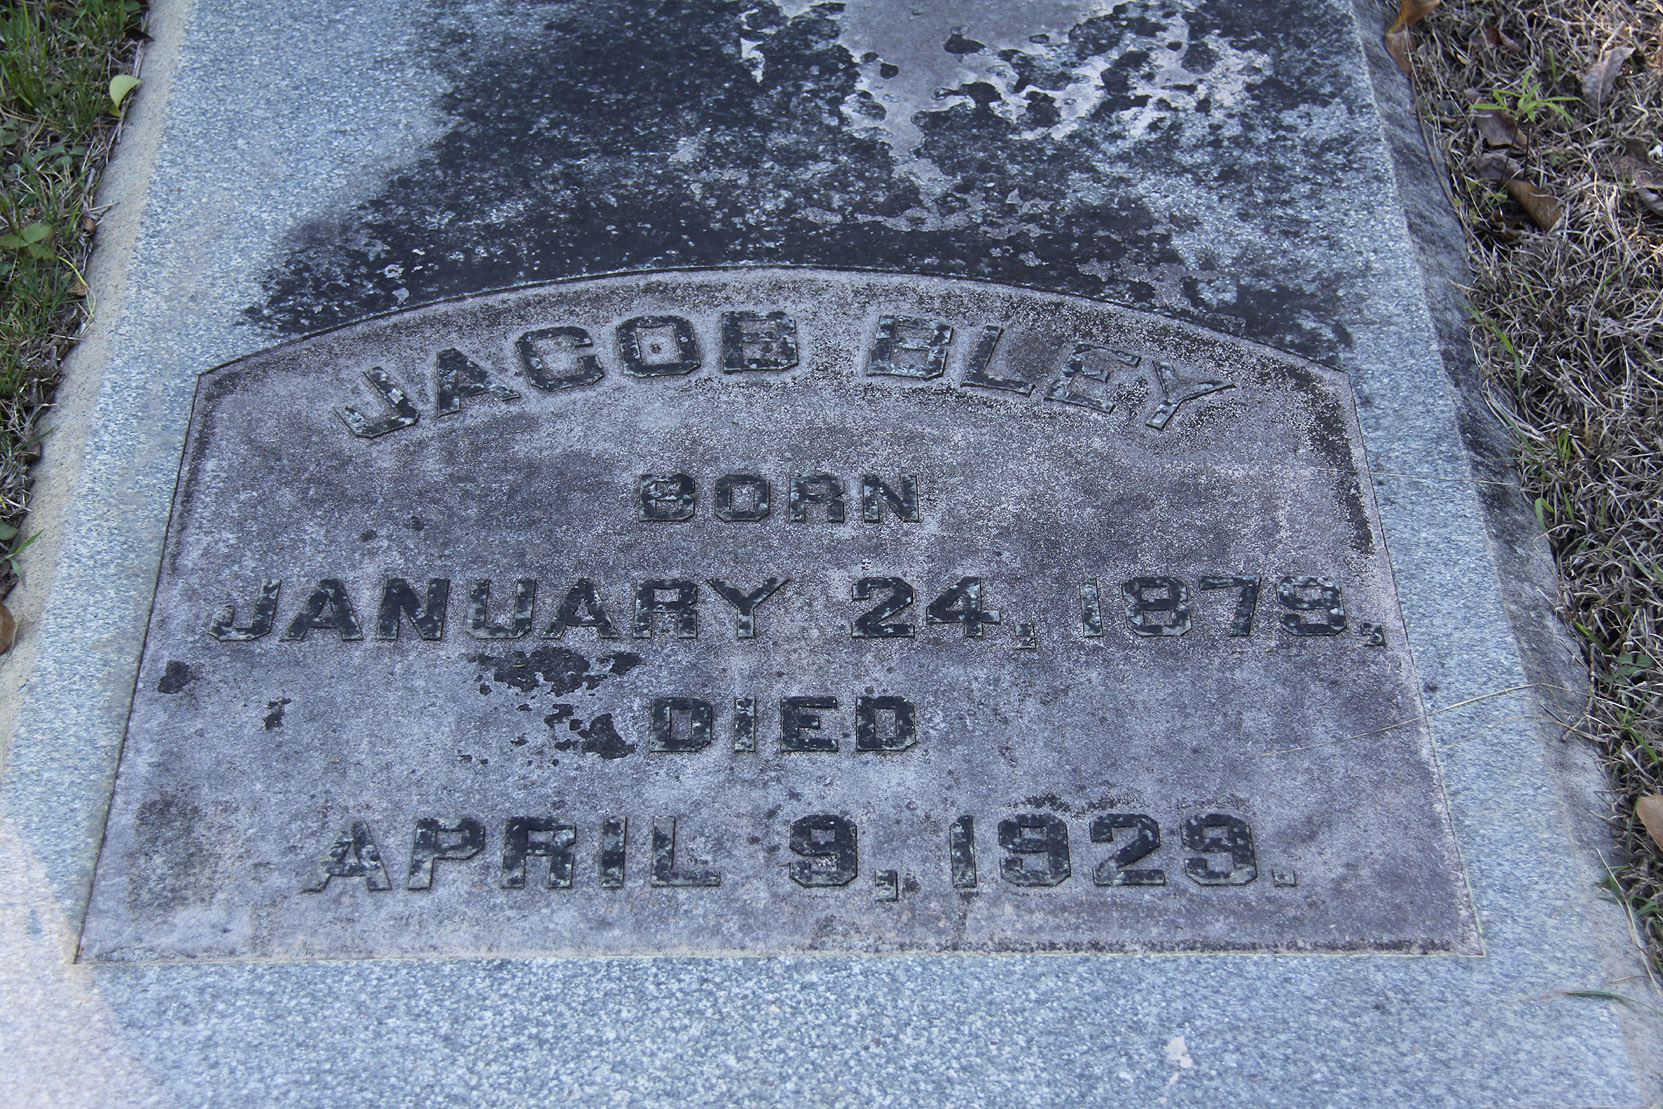 JACOB BLEY
BORN
JANUARY 24, 1879,
DIED
APRIL 9, 1929.